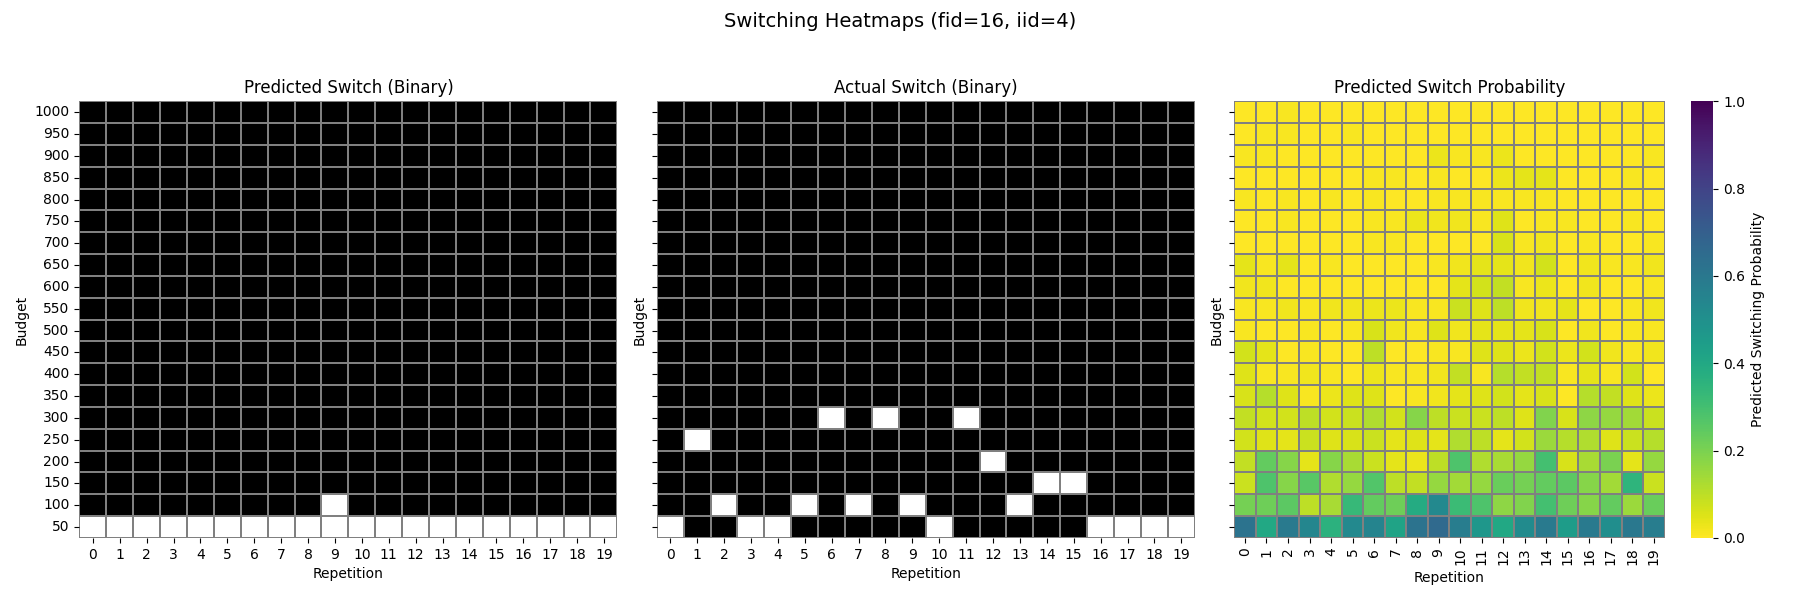 Switching Heatmaps (fid=16, iid=4)
Predicted Switch (Binary)
Budget
1000
950
900
850
800
750
700
650
600
550
500
450
400
350
300
250
200
150
100
50
0 1 2 3 4 5 6 7 8 9 10 11 12 13 14 15 16 17 18 19
Repetition
Actual Switch (Binary)
Budget
0 1 2 3 4 5 6 7 8 9 10 11 12 13 14 15 16 17 18 19
Repetition
Predicted Switch Probability
Budget
0 1 2 3 4 5 6 7 8 9 10 11 12 13 14 15 16 17 18 19
Repetition
1.0
0.8
0.6
0.4
0.2
0.0
Predicted Switching Probability